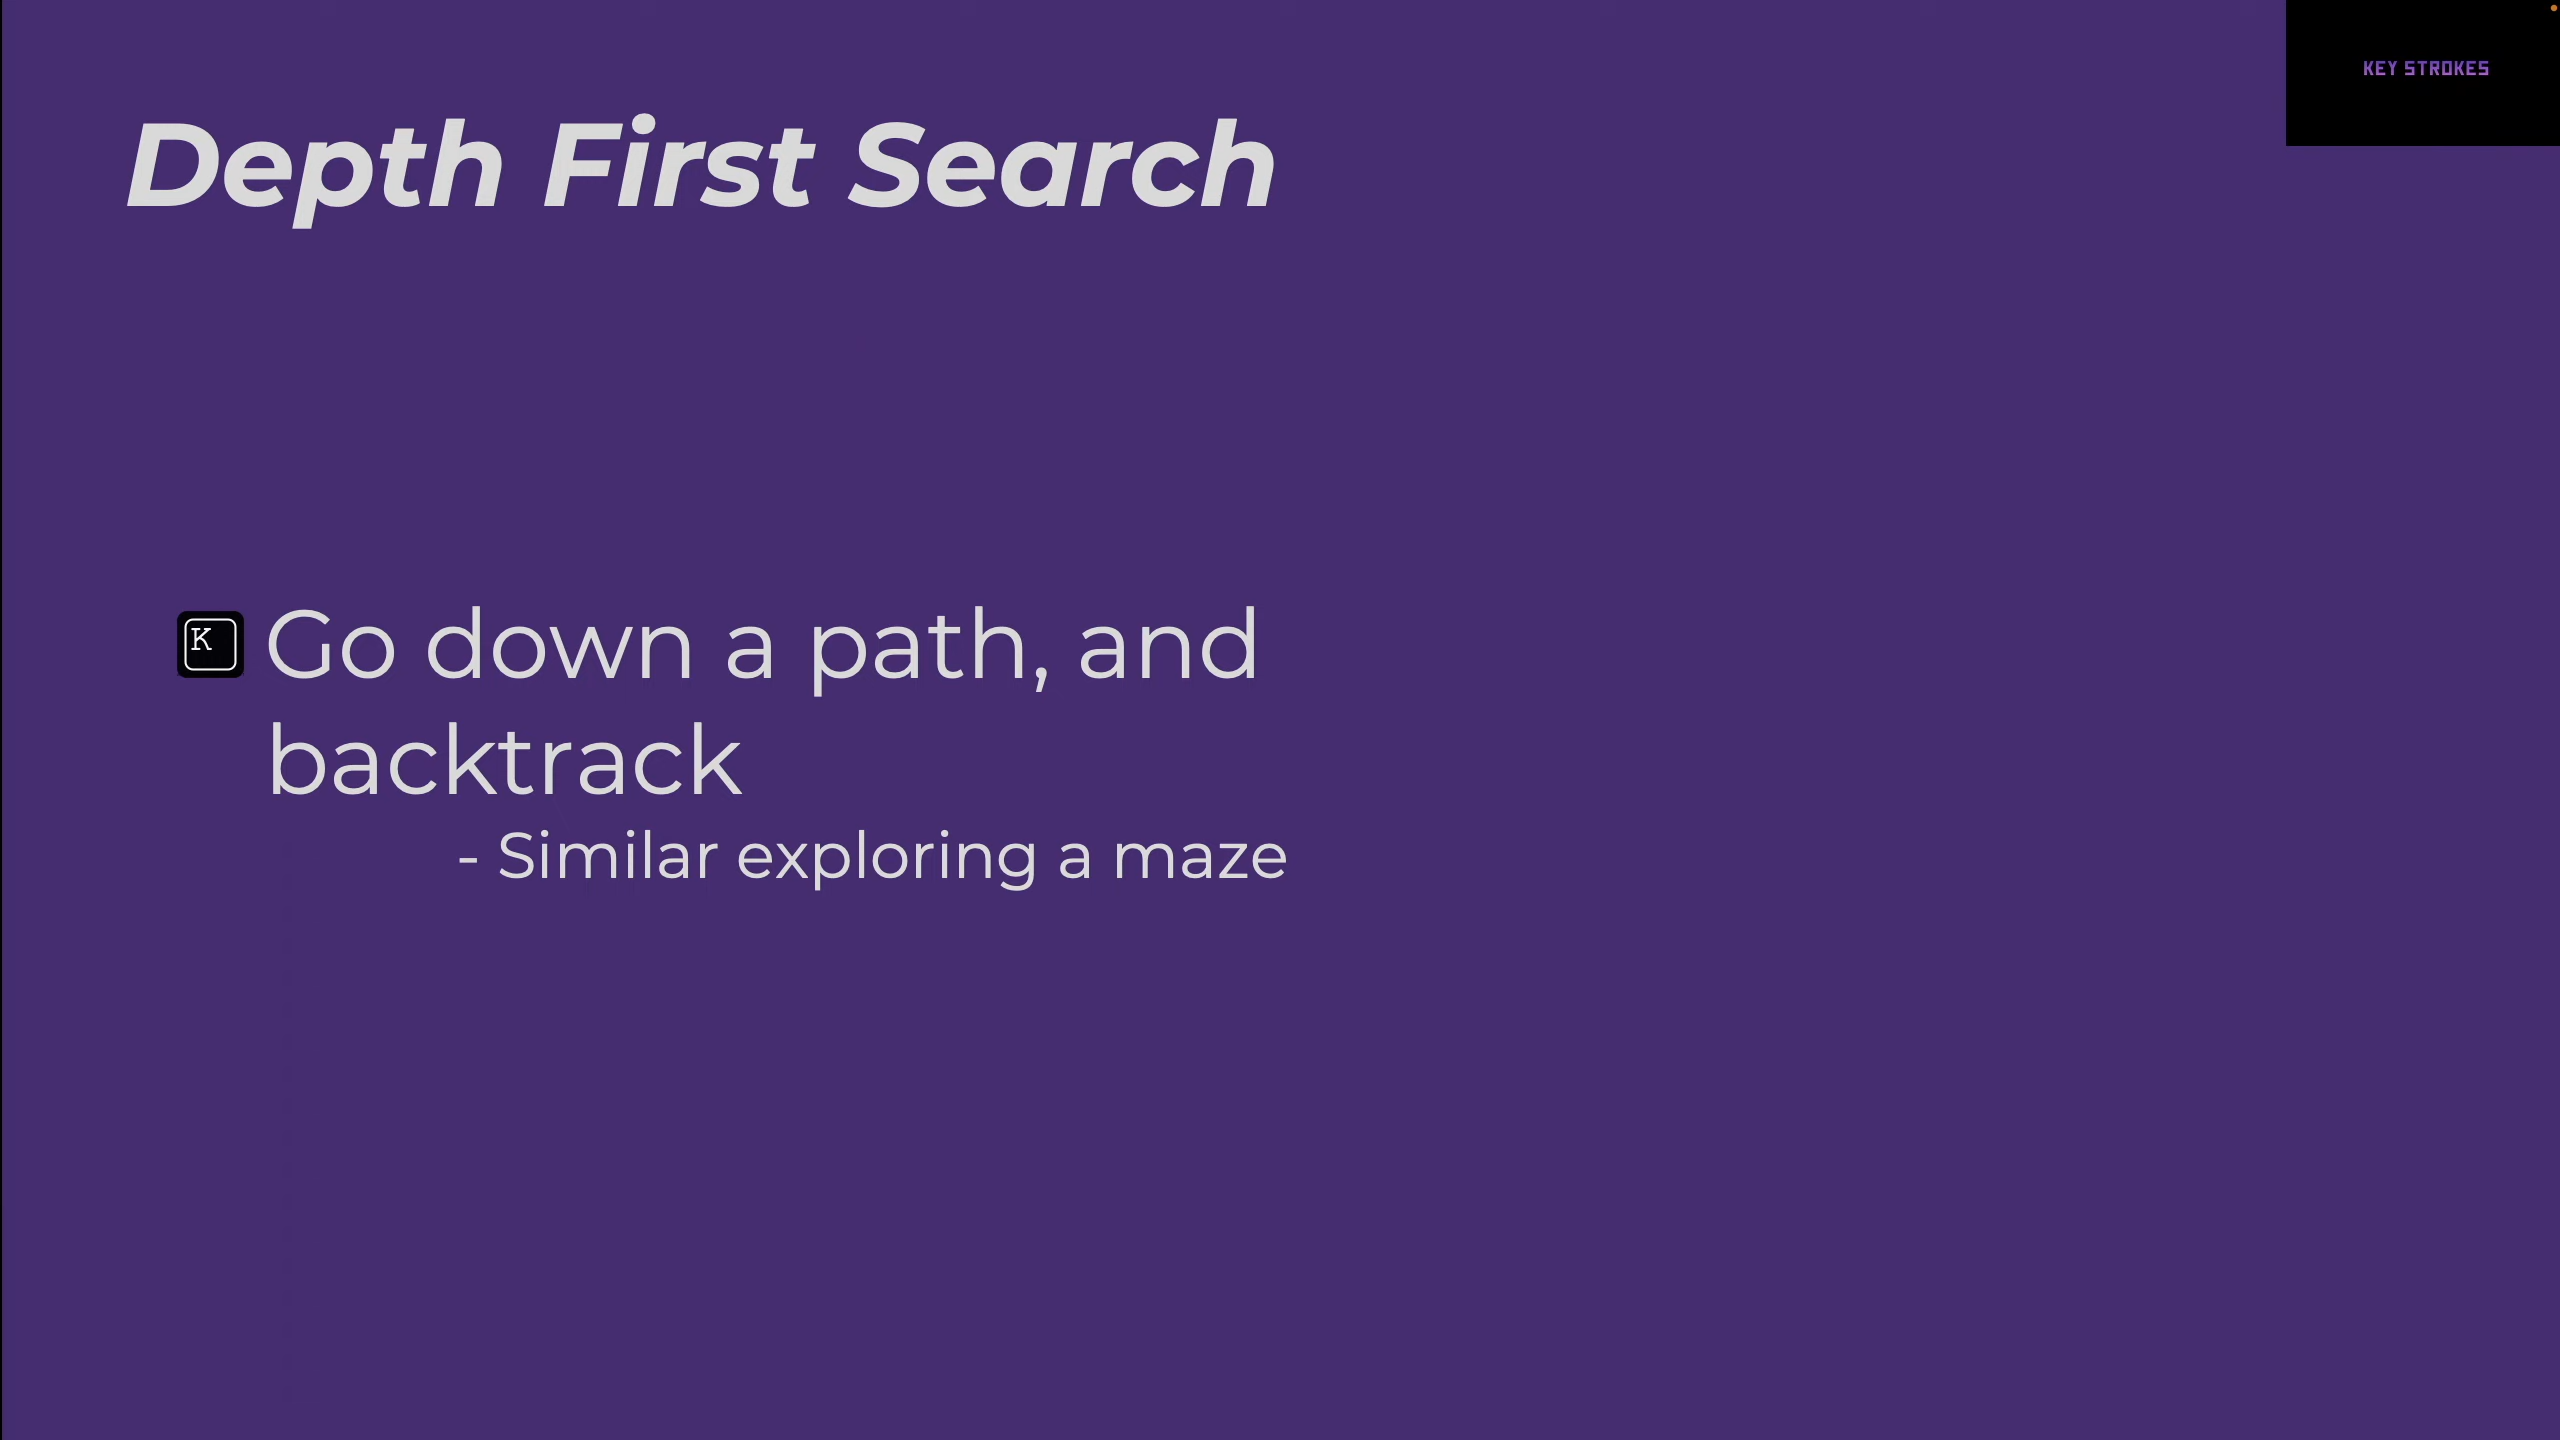 KEY STROKES
Depth First Search
K Go down a path, and
backtrack
- Similar exploring a maze